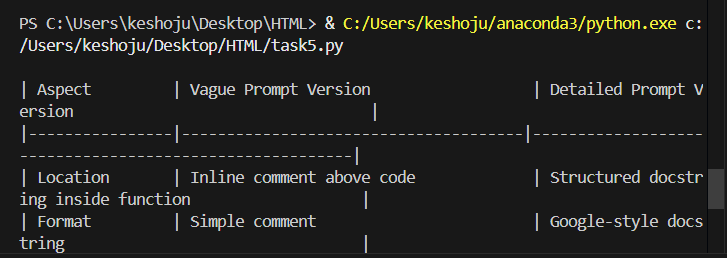 PS C:\Users\keshoju\Desktop\HTML> & C:/Users/keshoju/anaconda3/python.exe c:
/Users/keshoju/Desktop/HTML/task5.py
| Aspect         | Vague Prompt Version                | Detailed Prompt V
ersion                                |
|----------------|-------------------------------------|------------------
-----------------------------------|
| Location       | Inline comment above code           | Structured docstr
ing inside function                   |
| Format         | Simple comment                      | Google-style docs
tring                                 |